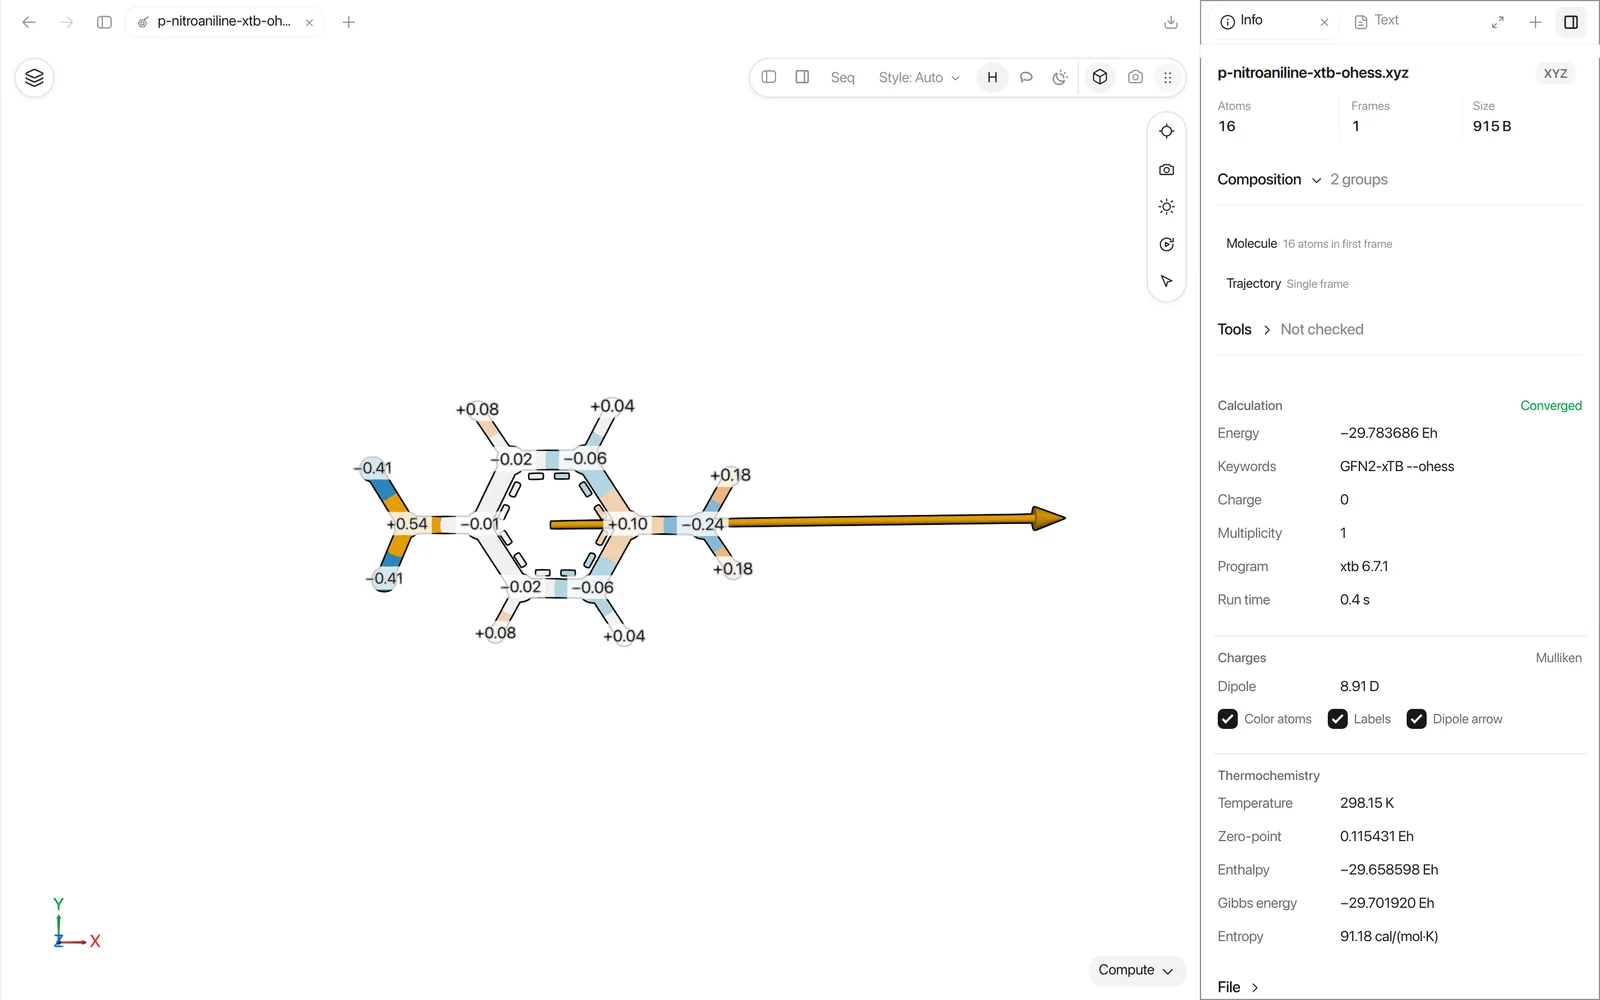 p-nitroaniline-xtb-oh...
Seq
Style: Auto
H
+0.08
+0.04
−0.41
−0.02
−0.06
+0.18
+0.54
−0.01
+0.10
−0.24
−0.41
−0.02
−0.06
+0.18
+0.08
+0.04
Y
Z
X
Compute
Info
Text
p-nitroaniline-xtb-ohess.xyz
XYZ
Atoms
Frames
Size
16
1
915 B
Composition
2 groups
Molecule 16 atoms in first frame
Trajectory Single frame
Tools
Not checked
Calculation
Converged
Energy −29.783686 Eh
Keywords GFN2-xTB --ohess
Charge 0
Multiplicity 1
Program xtb 6.7.1
Run time 0.4 s
Charges
Mulliken
Dipole 8.91 D
Color atoms
Labels
Dipole arrow
Thermochemistry
Temperature 298.15 K
Zero-point 0.115431 Eh
Enthalpy −29.658598 Eh
Gibbs energy −29.701920 Eh
Entropy 91.18 cal/(mol·K)
File